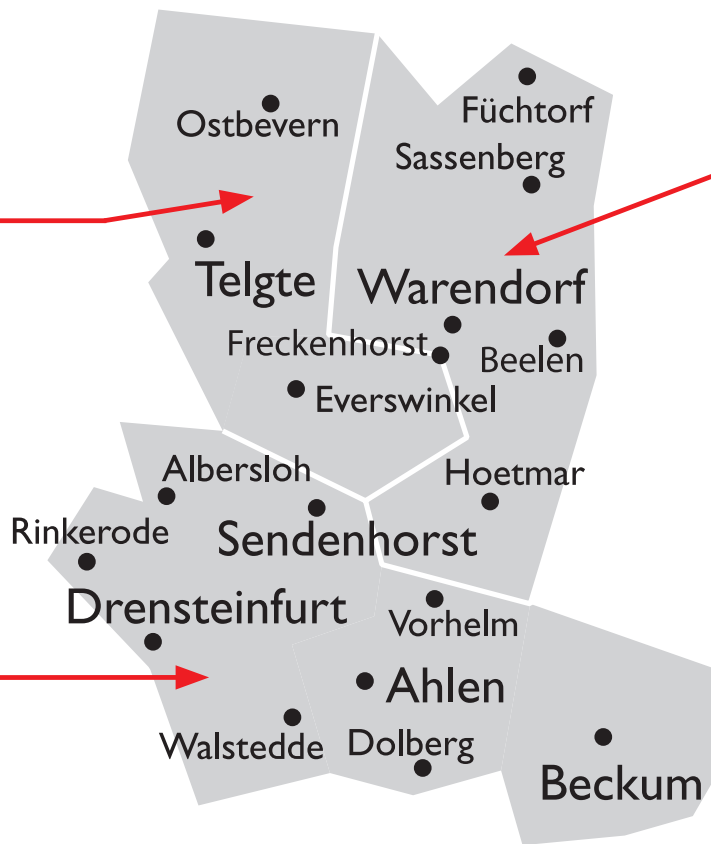 Füchtorf
Ostbevern
Sassenberg
Telgte
Warendorf
Freckenhorst
Beelen
Everswinkel
Albersloh
Hoetmar
Rinkerode
Sendenhorst
Drensteinfurt
Vorhelm
Ahlen
Walstedde
Dolberg
Beckum